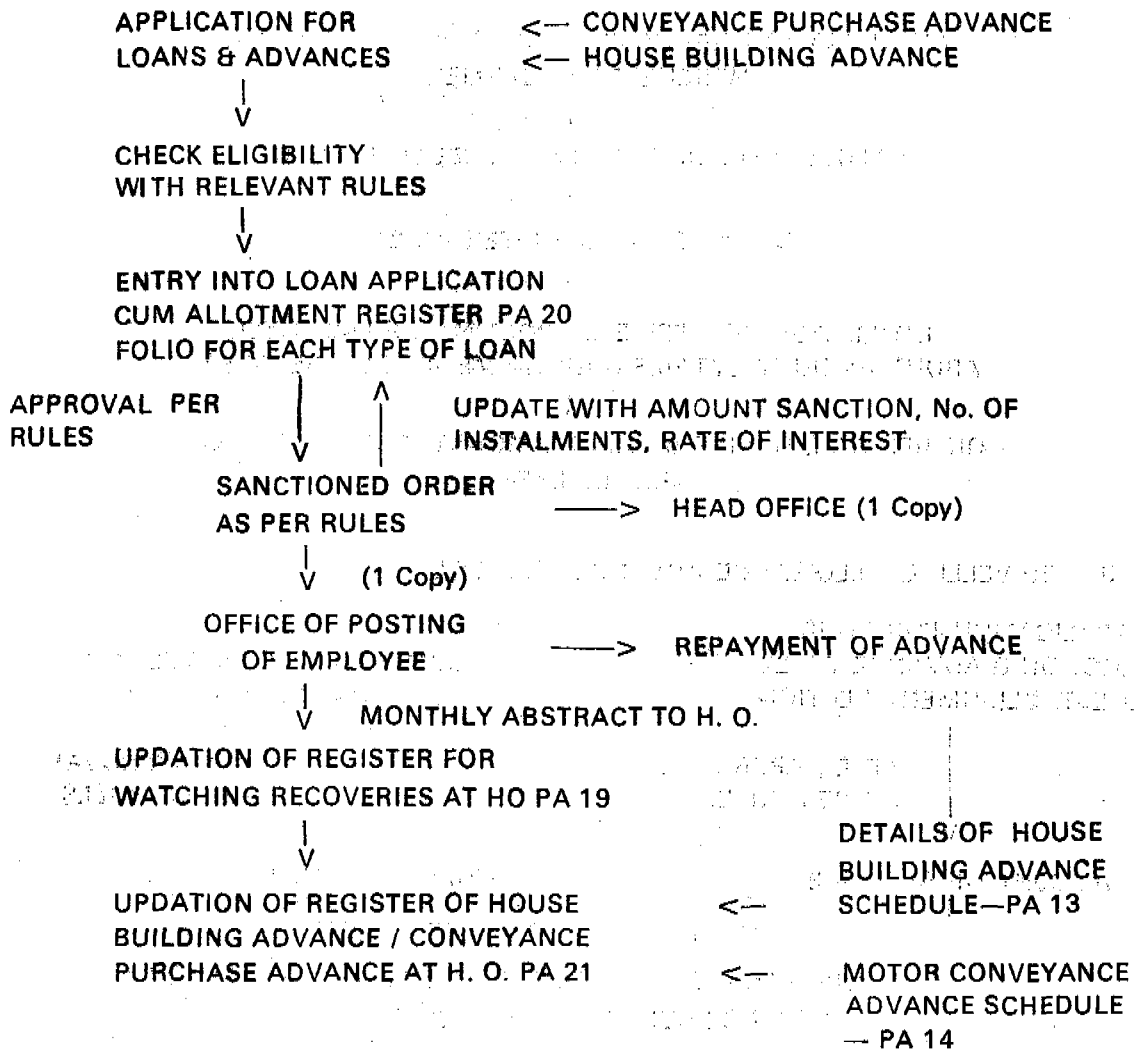 APPLICATION FOR <— CONVEYANCE PURCHASE ADVANCE
LOANS & ADVANCES <— HOUSE BUILDING ADVANCE
CHECK ELIGIBILITY
WITH RELEVANT RULES
ENTRY INTO LOAN APPLICATION
CUM ALLOTMENT REGISTER PA 20
FOLIO FOR EACH TYPE OF LOAN
APPROVAL PER
RULES
UPDATE WITH AMOUNT SANCTION, No. OF
INSTALMENTS, RATE OF INTEREST
SANCTIONED ORDER
AS PER RULES
——> HEAD OFFICE (1 Copy)
(1 Copy)
OFFICE OF POSTING
OF EMPLOYEE
——> REPAYMENT OF ADVANCE
MONTHLY ABSTRACT TO H. O.
UPDATION OF REGISTER FOR
WATCHING RECOVERIES AT HO PA 19
DETAILS OF HOUSE
BUILDING ADVANCE
SCHEDULE—PA 13
UPDATION OF REGISTER OF HOUSE <—
BUILDING ADVANCE / CONVEYANCE
PURCHASE ADVANCE AT H. O. PA 21 <—
MOTOR CONVEYANCE
ADVANCE SCHEDULE
— PA 14